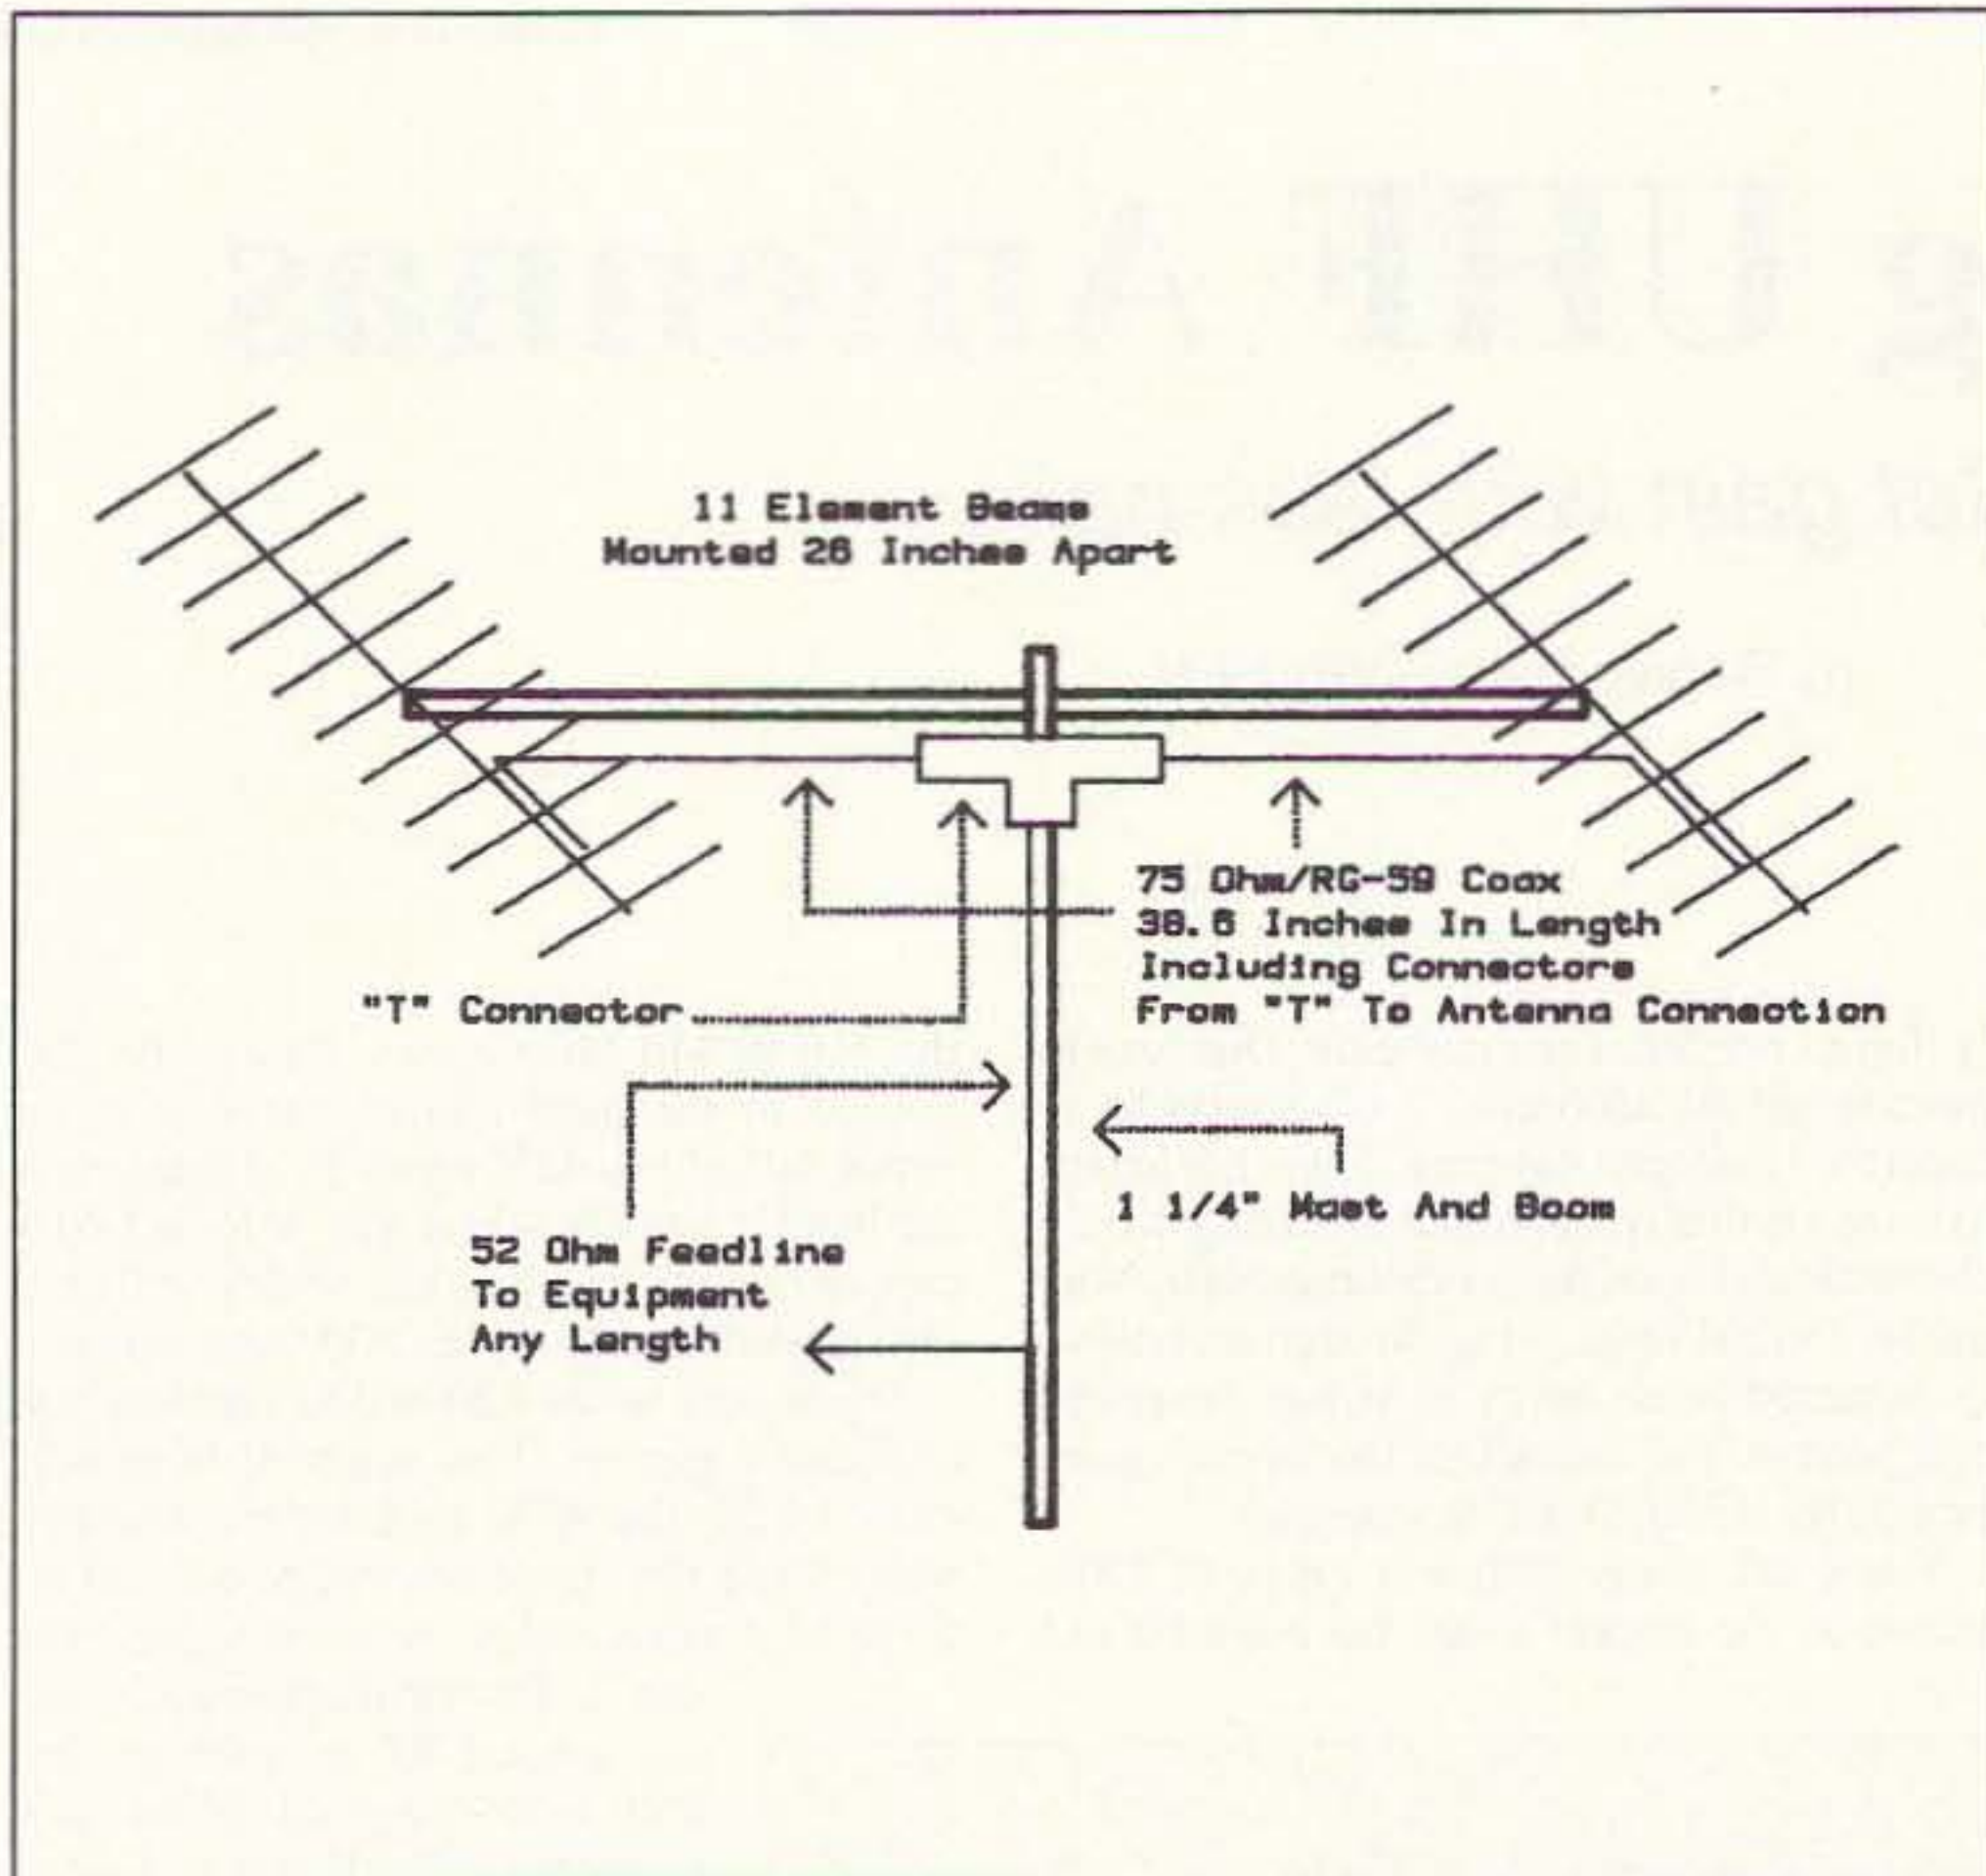 11 Element Beams
Mounted 26 Inches Apart
75 Ohm/RG-59 Coax
38.6 Inches In Length
Including Connectors
From "T" To Antenna Connection
"T" Connector
1 1/4" Mast And Boom
52 Ohm Feedline
To Equipment
Any Length